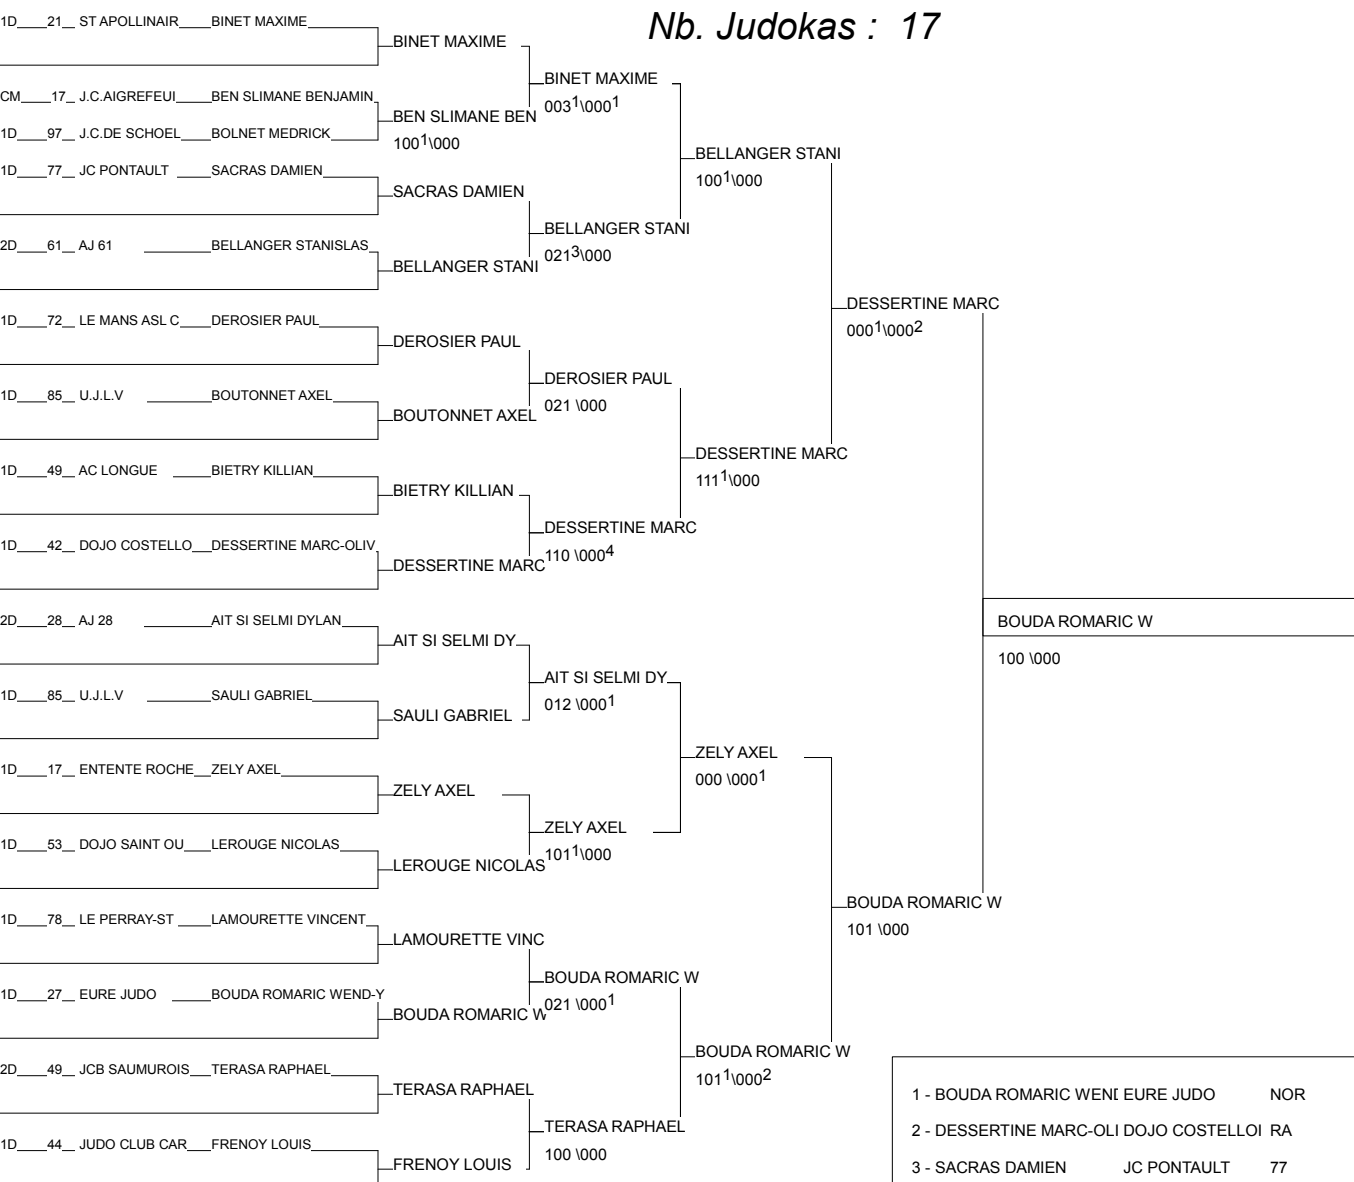 Nb. Judokas : 17
1D 21 ST APOLLINAIR BINET MAXIME
CM 17 J.C.AIGREFEUI BEN SLIMANE BENJAMIN
1D 97 J.C.DE SCHOEL BOLNET MEDRICK
1D 77 JC PONTAULT SACRAS DAMIEN
2D 61 AJ 61 BELLANGER STANISLAS
1D 72 LE MANS ASL C DEROSIER PAUL
1D 85 U.J.L.V BOUTONNET AXEL
1D 49 AC LONGUE BIETRY KILLIAN
1D 42 DOJO COSTELLO DESSERTINE MARC-OLIV
2D 28 AJ 28 AIT SI SELMI DYLAN
1D 85 U.J.L.V SAULI GABRIEL
1D 17 ENTENTE ROCHE ZELY AXEL
1D 53 DOJO SAINT OU LEROUGE NICOLAS
1D 78 LE PERRAY-ST LAMOURETTE VINCENT
1D 27 EURE JUDO BOUDA ROMARIC WEND-Y
2D 49 JCB SAUMUROIS TERASA RAPHAEL
1D 44 JUDO CLUB CAR FRENOY LOUIS
BINET MAXIME
BEN SLIMANE BEN
100¹\000
SACRAS DAMIEN
BELLANGER STANI
DEROSIER PAUL
BOUTONNET AXEL
BIETRY KILLIAN
DESSERTINE MARC
AIT SI SELMI DY
SAULI GABRIEL
ZELY AXEL
LEROUGE NICOLAS
LAMOURETTE VINC
BOUDA ROMARIC W
TERASA RAPHAEL
FRENOY LOUIS
BINET MAXIME
003¹\000¹
BELLANGER STANI
021³\000
DEROSIER PAUL
021 \000
DESSERTINE MARC
110 \000⁴
AIT SI SELMI DY
012 \000¹
ZELY AXEL
101¹\000
BOUDA ROMARIC W
021 \000¹
TERASA RAPHAEL
100 \000
BELLANGER STANI
100¹\000
DESSERTINE MARC
111¹\000
ZELY AXEL
000 \000¹
BOUDA ROMARIC W
101¹\000²
DESSERTINE MARC
000¹\000²
BOUDA ROMARIC W
101 \000
BOUDA ROMARIC W
100 \000
1 - BOUDA ROMARIC WEND EURE JUDO NOR
2 - DESSERTINE MARC-OLI DOJO COSTELLOI RA
3 - SACRAS DAMIEN JC PONTAULT 77